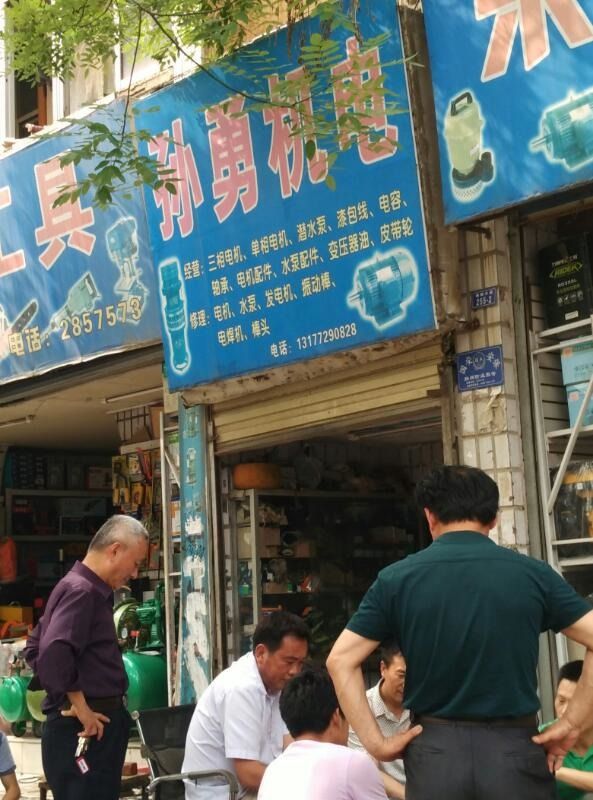 工具
电话：2857573
孙勇机电
经营：三相电机、单相电机、潜水泵、漆包线、电容、
轴承、电机配件、水泵配件、变压器油、皮带轮
修理：电机、水泵、发电机、振动棒、
电焊机、棒头
电话：13177290828
255-2
RIDER